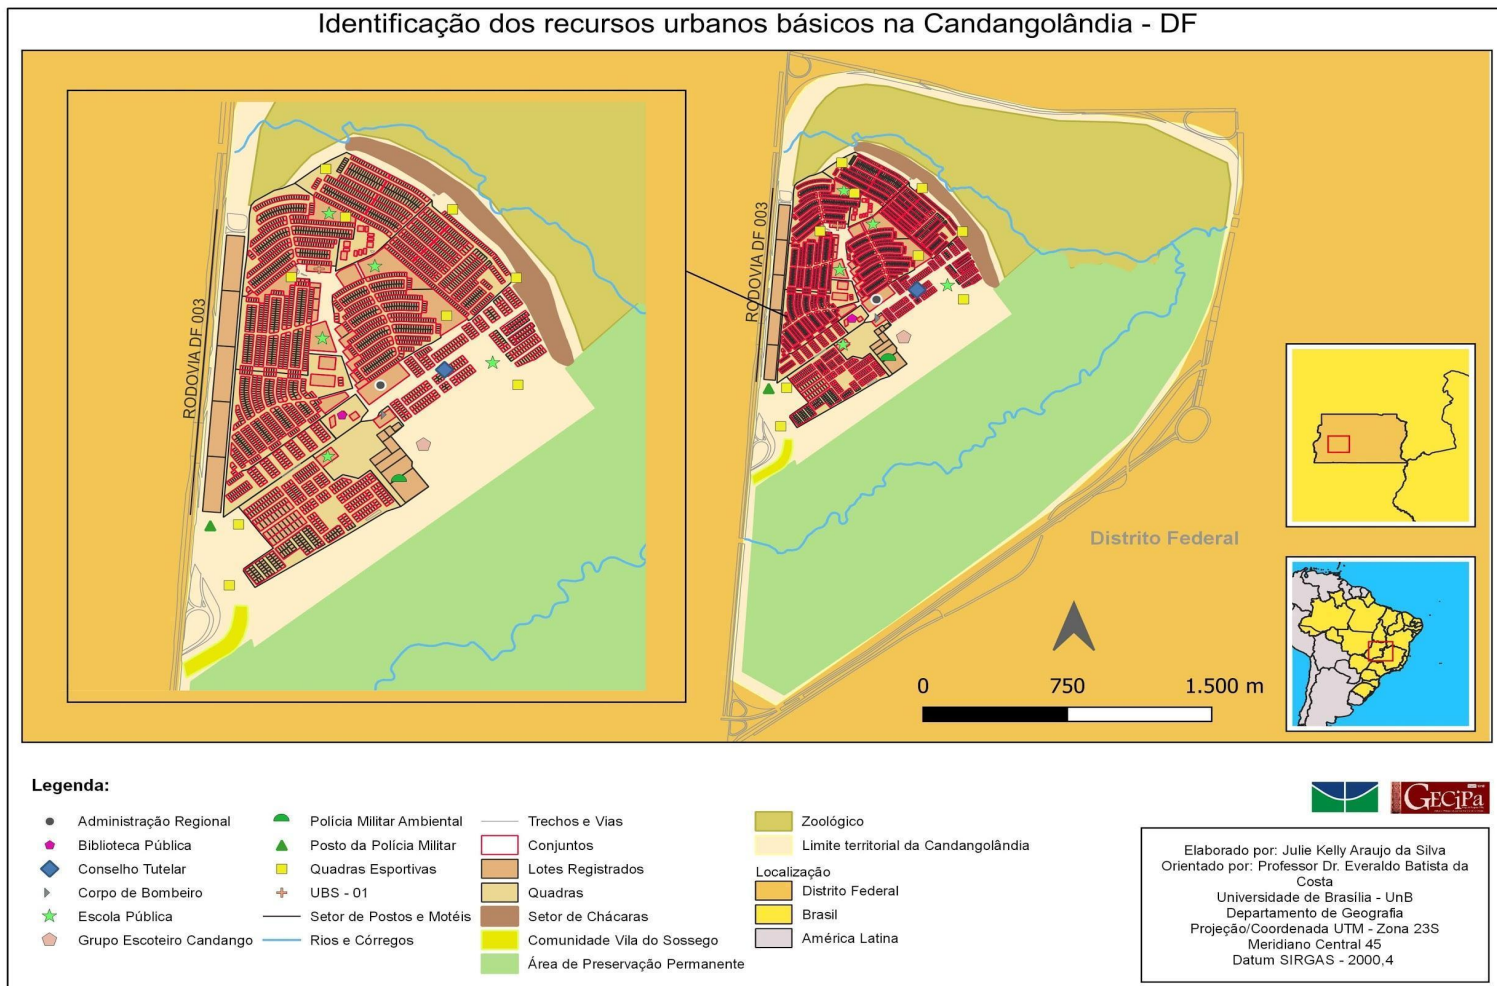 Identificação dos recursos urbanos básicos na Candangolândia - DF
RODOVIA DF 003
RODOVIA DF 003
Distrito Federal
0 750 1.500 m
Legenda:
Administração Regional
Biblioteca Pública
Conselho Tutelar
Corpo de Bombeiro
Escola Pública
Grupo Escoteiro Candango
Polícia Militar Ambiental
Posto da Polícia Militar
Quadras Esportivas
UBS - 01
Setor de Postos e Motéis
Rios e Córregos
Trechos e Vias
Conjuntos
Lotes Registrados
Quadras
Setor de Chácaras
Comunidade Vila do Sossego
Área de Preservação Permanente
Zoológico
Limite territorial da Candangolândia
Localização
Distrito Federal
Brasil
América Latina
GECiPa
Elaborado por: Julie Kelly Araujo da Silva
Orientado por: Professor Dr. Everaldo Batista da
Costa
Universidade de Brasília - UnB
Departamento de Geografia
Projeção/Coordenada UTM - Zona 23S
Meridiano Central 45
Datum SIRGAS - 2000,4